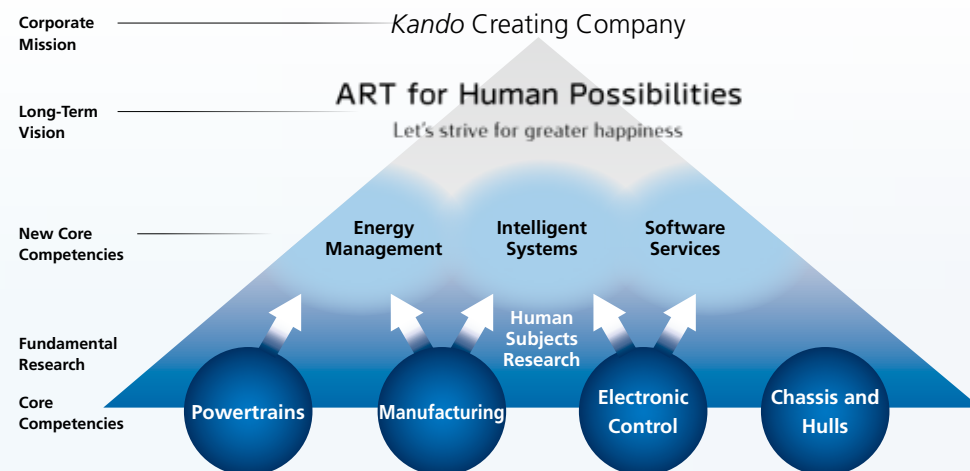 Corporate
Mission
Kando Creating Company
Long-Term
Vision
ART for Human Possibilities
Let's strive for greater happiness
New Core
Competencies
Energy
Management
Intelligent
Systems
Software
Services
Fundamental
Research
Human
Subjects
Research
Core
Competencies
Powertrains
Manufacturing
Electronic
Control
Chassis and
Hulls